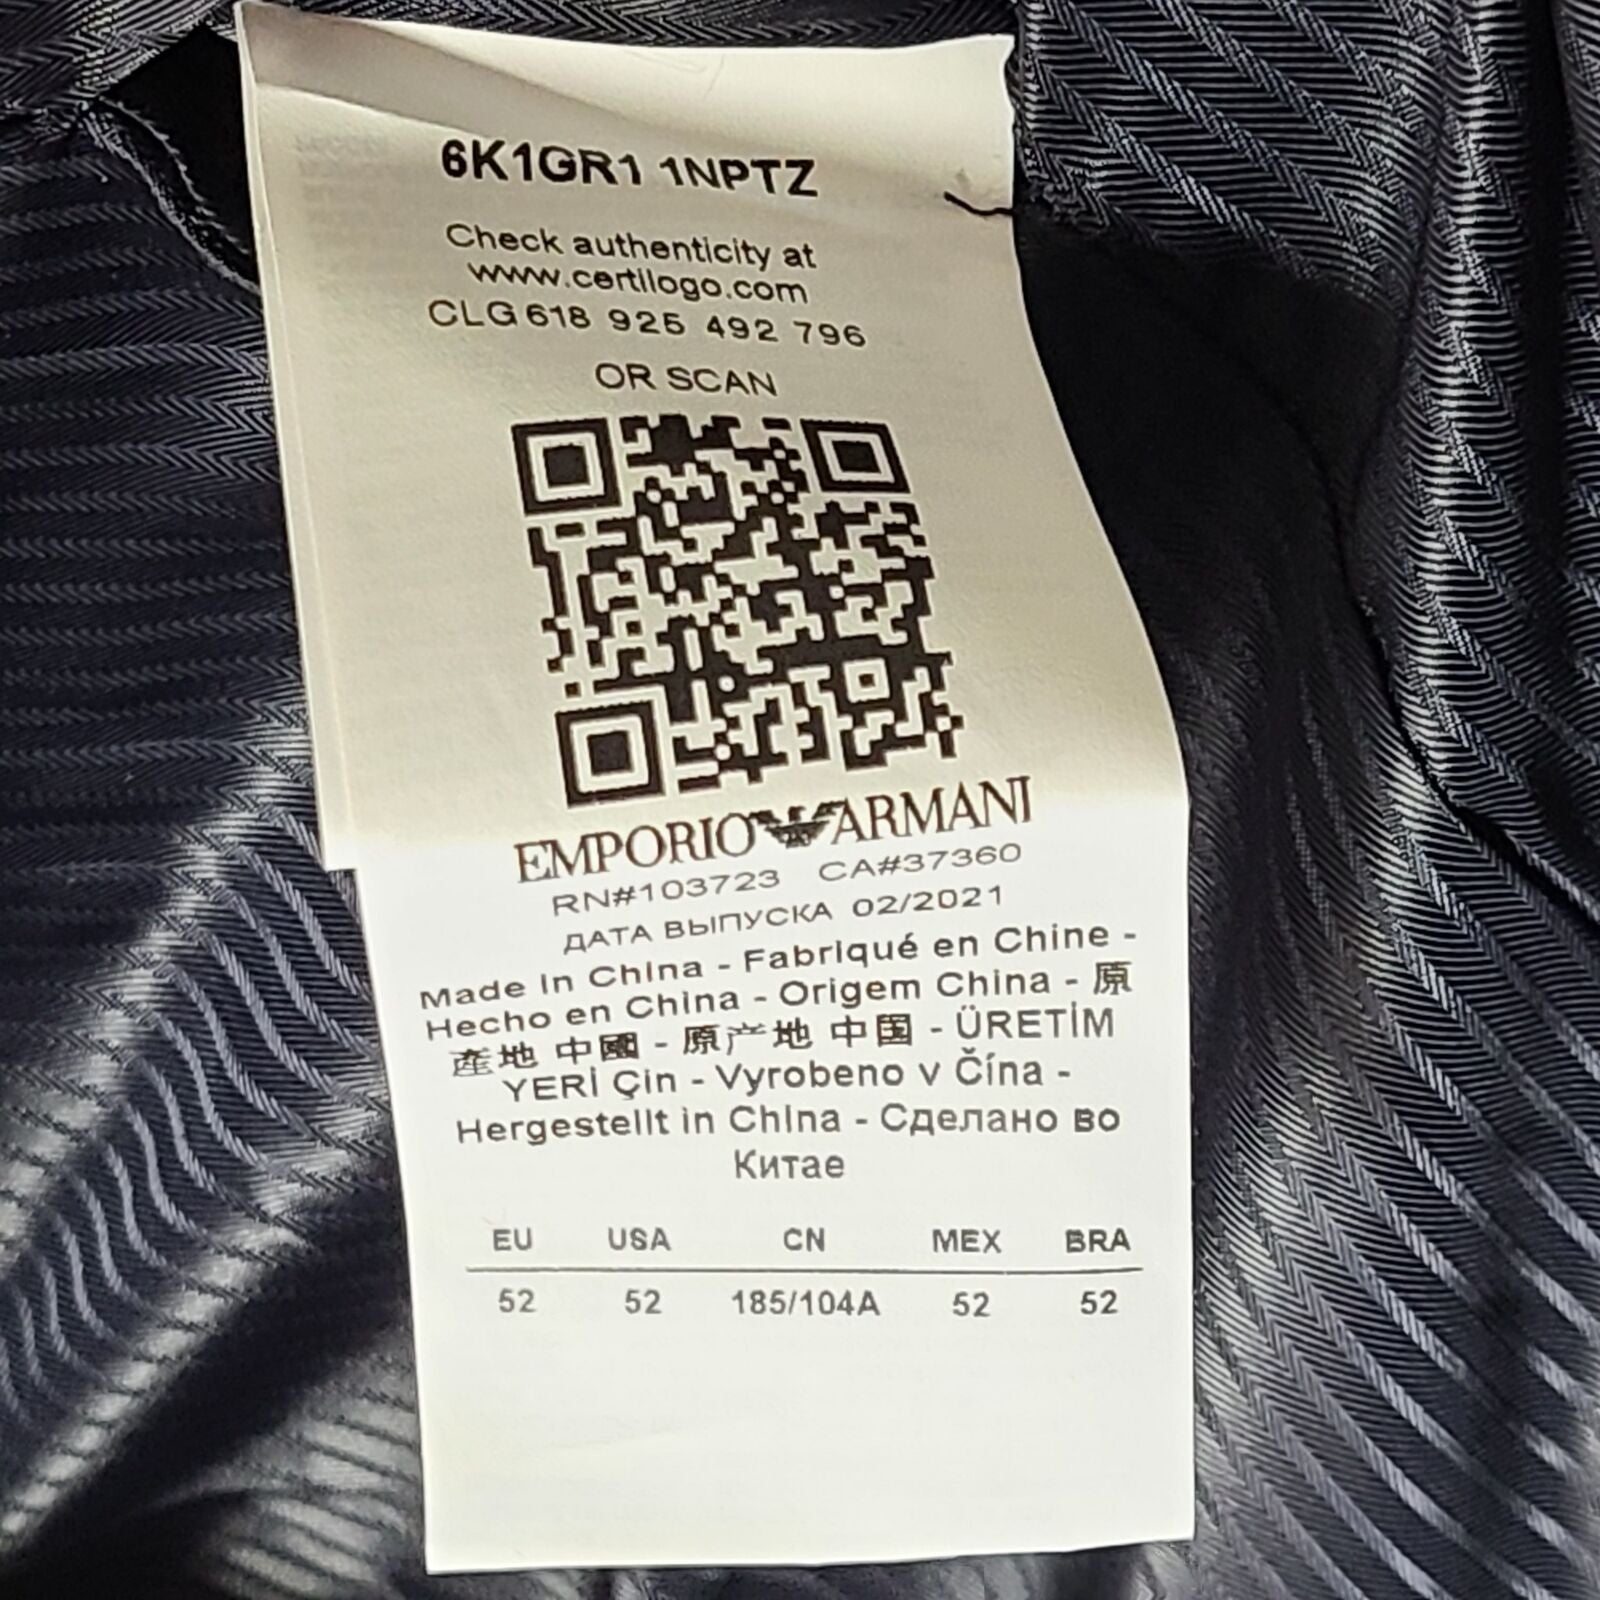 6K1GR1 1NPTZ
Check authenticity at
www.certilogo.com
CLG 618 925 492 796
OR SCAN
EMPORIO ARMANI
RN#103723 CA#37360
ДАТА ВЫПУСКА 02/2021
Made in China - Fabriqué en Chine -
Hecho en China - Origem China - 原
產地 中國 - 原产地 中国 - ÜRETİM
YERİ Çin - Vyrobeno v Čína -
Hergestellt in China - Сделано во
Китае
EU USA CN MEX BRA
52 52 185/104A 52 52